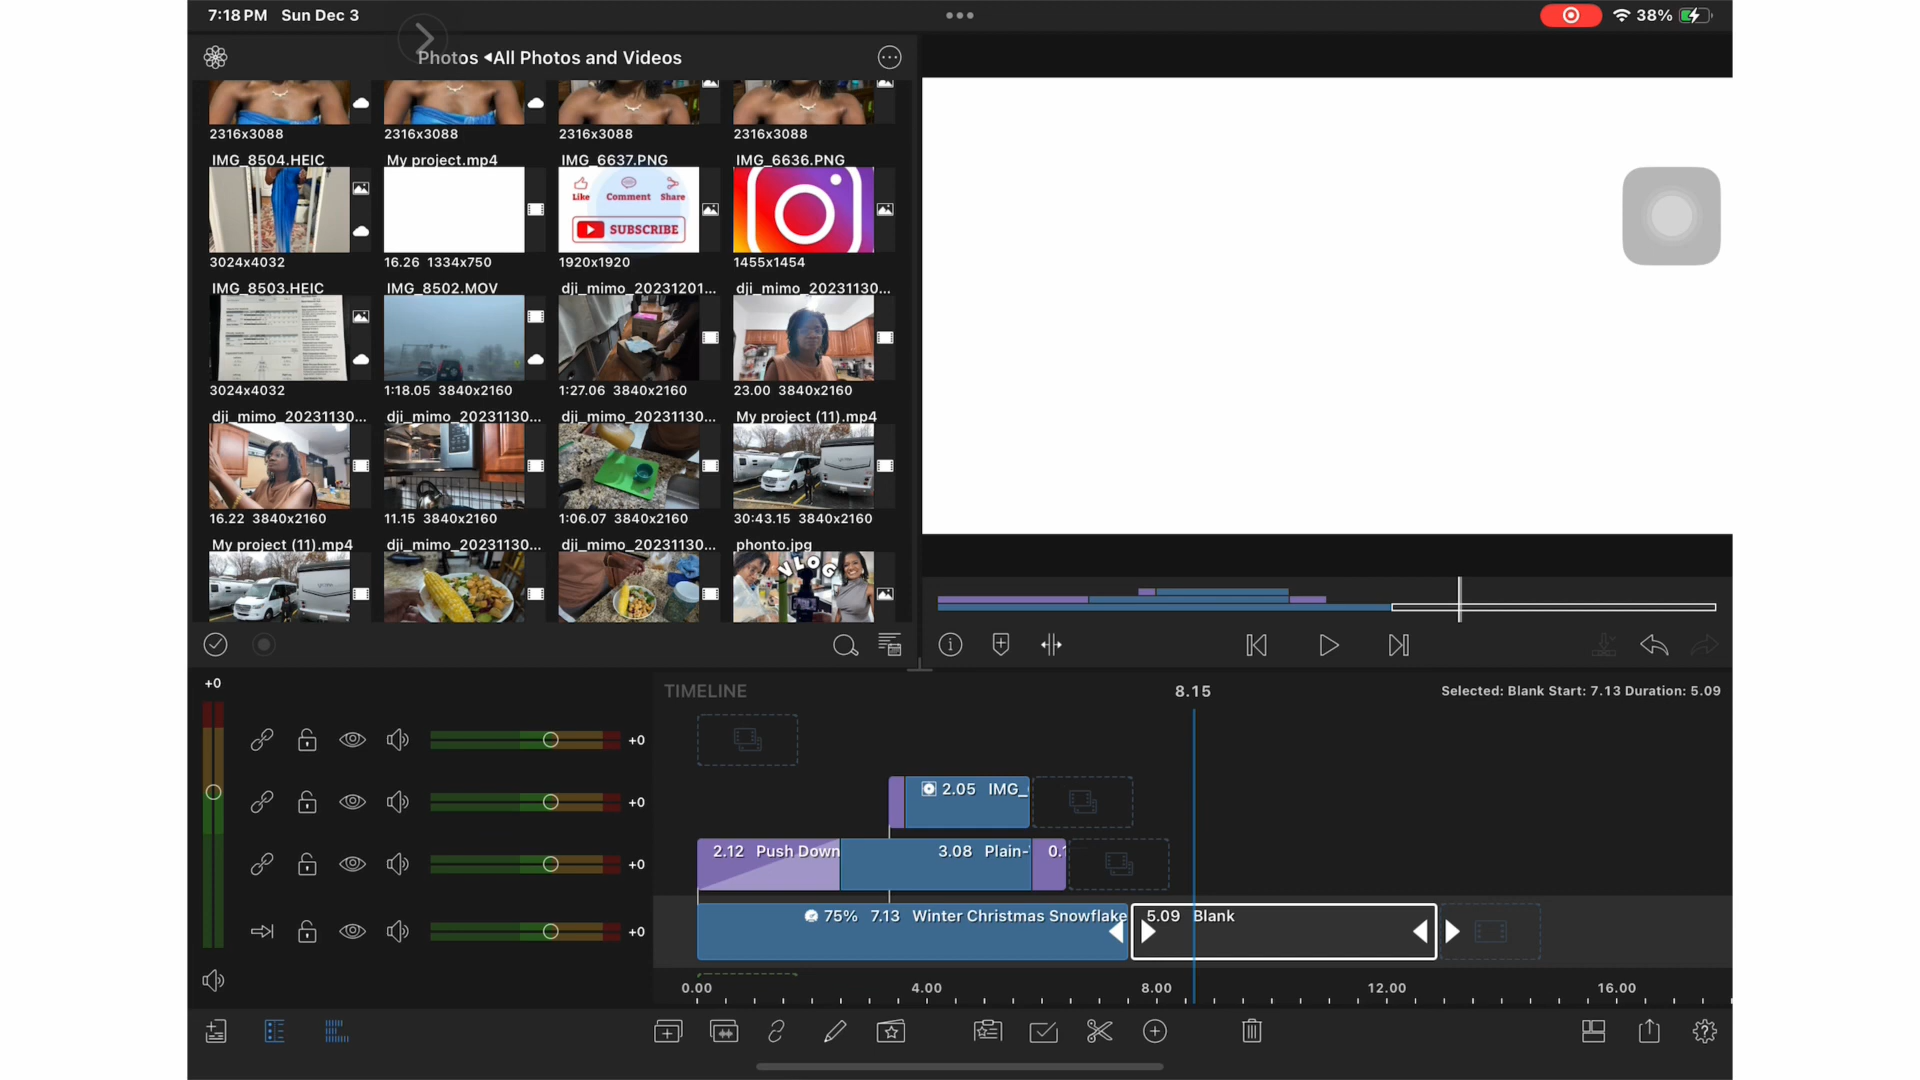 7:18 PM Sun Dec 3
38%
Photos ◂All Photos and Videos
2316x3088 2316x3088 2316x3088 2316x3088
IMG_8504.HEIC My project.mp4 IMG_6637.PNG IMG_6636.PNG
Like Comment Share
SUBSCRIBE
3024x4032 16.26 1334x750 1920x1920 1455x1454
IMG_8503.HEIC IMG_8502.MOV dji_mimo_20231201... dji_mimo_20231130...
3024x4032 1:18.05 3840x2160 1:27.06 3840x2160 23.00 3840x2160
dji_mimo_20231130... dji_mimo_20231130... dji_mimo_20231130... My project (11).mp4
16.22 3840x2160 11.15 3840x2160 1:06.07 3840x2160 30:43.15 3840x2160
My project (11).mp4 dji_mimo_20231130... dji_mimo_20231130... phonto.jpg
VLOG
+0
TIMELINE 8.15 Selected: Blank Start: 7.13 Duration: 5.09
+0
+0 2.05 IMG_
+0 2.12 Push Down 3.08 Plain- 0.
+0 75% 7.13 Winter Christmas Snowflake 5.09 Blank
0.00 4.00 8.00 12.00 16.00